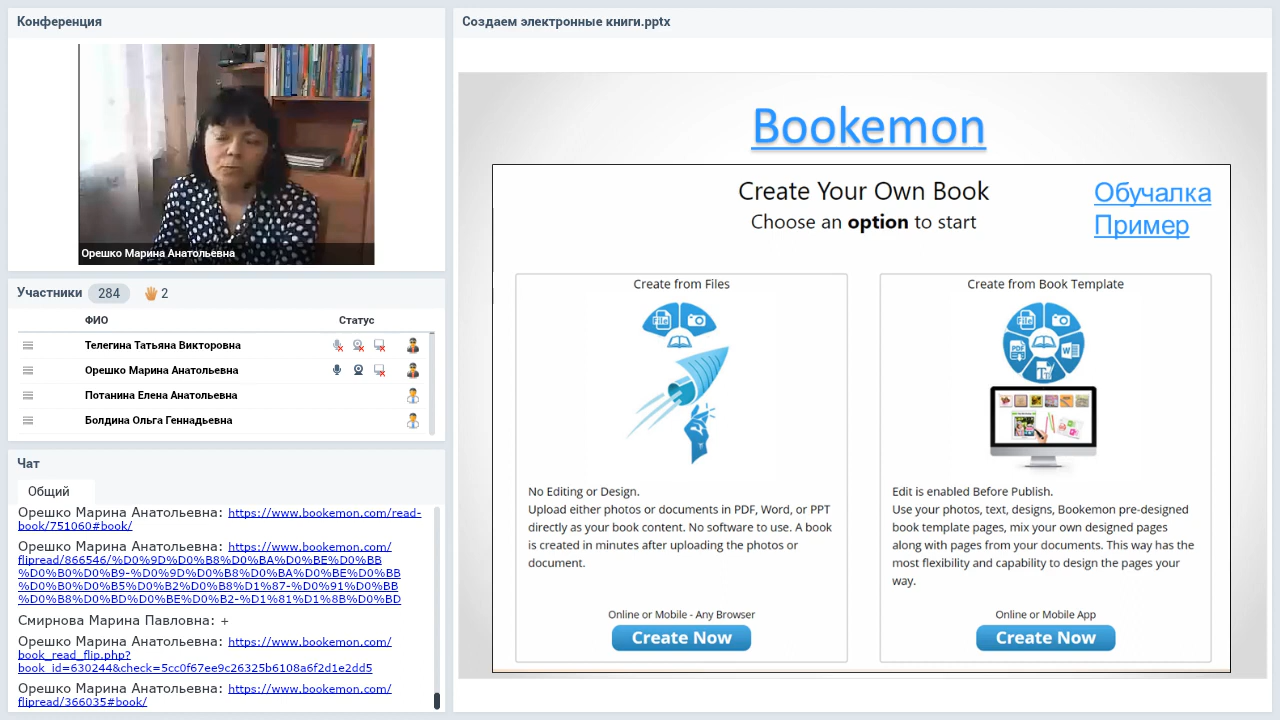 Конференция
Орешко Марина Анатольевна
Участники 284 2
ФИО Статус
Телегина Татьяна Викторовна
Орешко Марина Анатольевна
Потанина Елена Анатольевна
Болдина Ольга Геннадьевна
Чат
Общий
Орешко Марина Анатольевна: https://www.bookemon.com/read-
book/751060#book/
Орешко Марина Анатольевна: https://www.bookemon.com/
flipread/866546/%D0%9D%D0%B8%D0%BA%D0%BE%D0%BB
%D0%B0%D0%B9-%D0%9D%D0%B8%D0%BA%D0%BE%D0%BB
%D0%B0%D0%B5%D0%B2%D0%B8%D1%87-%D0%91%D0%BB
%D0%B8%D0%BD%D0%BE%D0%B2-%D1%81%D1%8B%D0%BD
Смирнова Марина Павловна: +
Орешко Марина Анатольевна: https://www.bookemon.com/
book_read_flip.php?
book_id=630244&check=5cc0f67ee9c26325b6108a6f2d1e2dd5
Орешко Марина Анатольевна: https://www.bookemon.com/
flipread/366035#book/
Создаем электронные книги.pptx
Bookemon
Create Your Own Book
Choose an option to start
Обучалка
Пример
Create from Files
File
No Editing or Design.
Upload either photos or documents in PDF, Word, or PPT
directly as your book content. No software to use. A book
is created in minutes after uploading the photos or
document.
Online or Mobile - Any Browser
Create Now
Create from Book Template
File
PDF
W
T
Edit is enabled Before Publish.
Use your photos, text, designs, Bookemon pre-designed
book template pages, mix your own designed pages
along with pages from your documents. This way has the
most flexibility and capability to design the pages your
way.
Online or Mobile App
Create Now